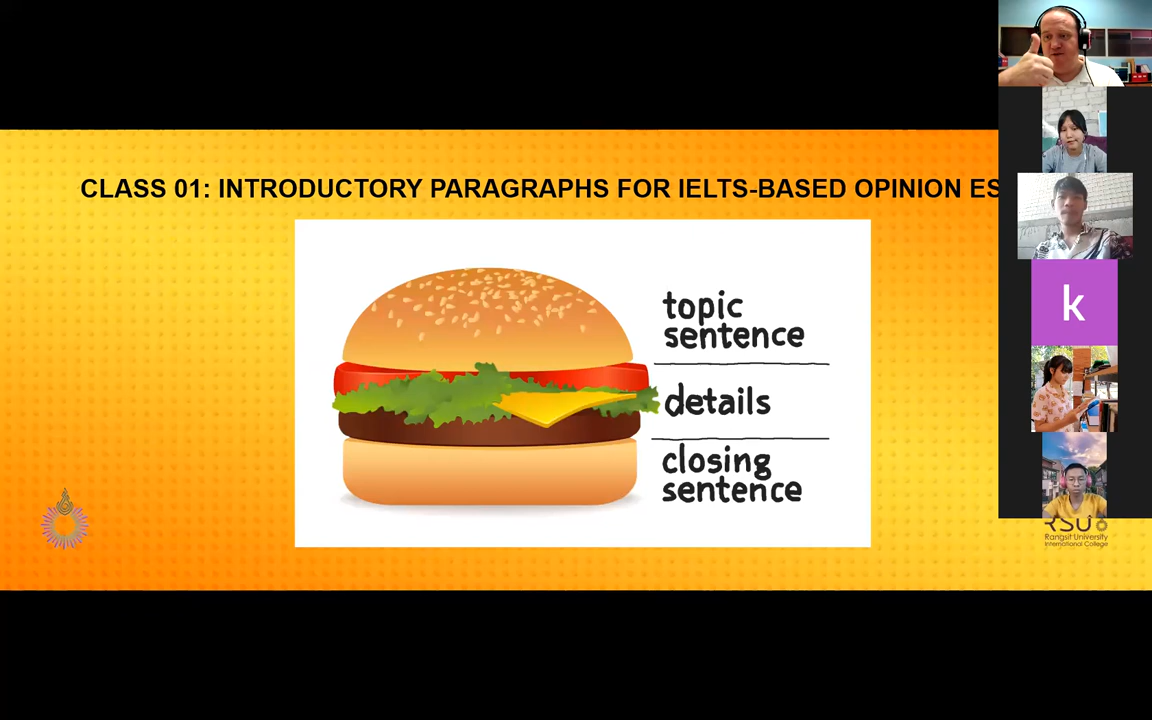 CLASS 01: INTRODUCTORY PARAGRAPHS FOR IELTS-BASED OPINION ES
topic
sentence
details
closing
sentence
k
RSU
Rangsit University
International College